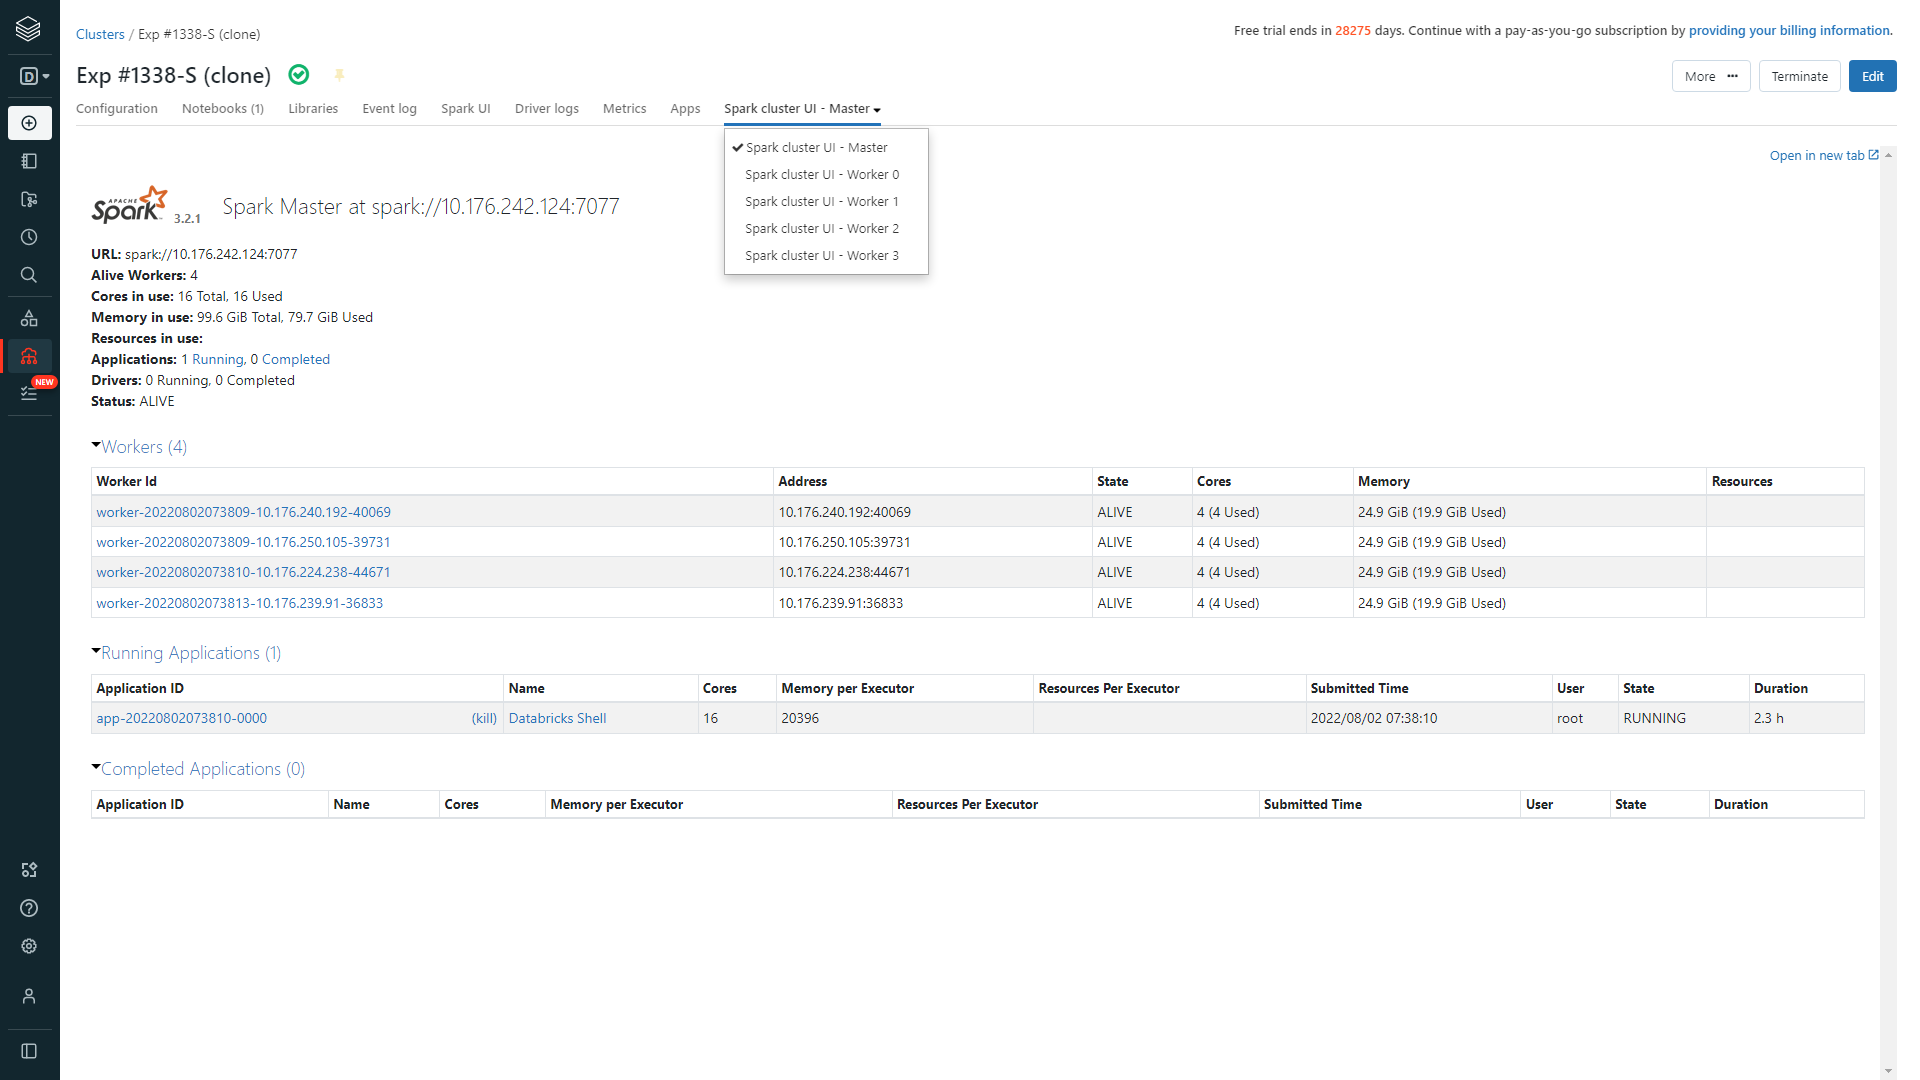 Free trial ends in 28275 days. Continue with a pay-as-you-go subscription by providing your billing information.
Clusters / Exp #1338-S (clone)
Exp #1338-S (clone)
More ··· Terminate Edit
Configuration Notebooks (1) Libraries Event log Spark UI Driver logs Metrics Apps Spark cluster UI - Master
Spark cluster UI - Master
Spark cluster UI - Worker 0
Spark cluster UI - Worker 1
Spark cluster UI - Worker 2
Spark cluster UI - Worker 3
Open in new tab
D
NEW
APACHE
Spark 3.2.1 Spark Master at spark://10.176.242.124:7077
URL: spark://10.176.242.124:7077
Alive Workers: 4
Cores in use: 16 Total, 16 Used
Memory in use: 99.6 GiB Total, 79.7 GiB Used
Resources in use:
Applications: 1 Running, 0 Completed
Drivers: 0 Running, 0 Completed
Status: ALIVE
Workers (4)
Worker Id Address State Cores Memory Resources
worker-20220802073809-10.176.240.192-40069 10.176.240.192:40069 ALIVE 4 (4 Used) 24.9 GiB (19.9 GiB Used)
worker-20220802073809-10.176.250.105-39731 10.176.250.105:39731 ALIVE 4 (4 Used) 24.9 GiB (19.9 GiB Used)
worker-20220802073810-10.176.224.238-44671 10.176.224.238:44671 ALIVE 4 (4 Used) 24.9 GiB (19.9 GiB Used)
worker-20220802073813-10.176.239.91-36833 10.176.239.91:36833 ALIVE 4 (4 Used) 24.9 GiB (19.9 GiB Used)
Running Applications (1)
Application ID Name Cores Memory per Executor Resources Per Executor Submitted Time User State Duration
app-20220802073810-0000 (kill) Databricks Shell 16 20396 2022/08/02 07:38:10 root RUNNING 2.3 h
Completed Applications (0)
Application ID Name Cores Memory per Executor Resources Per Executor Submitted Time User State Duration